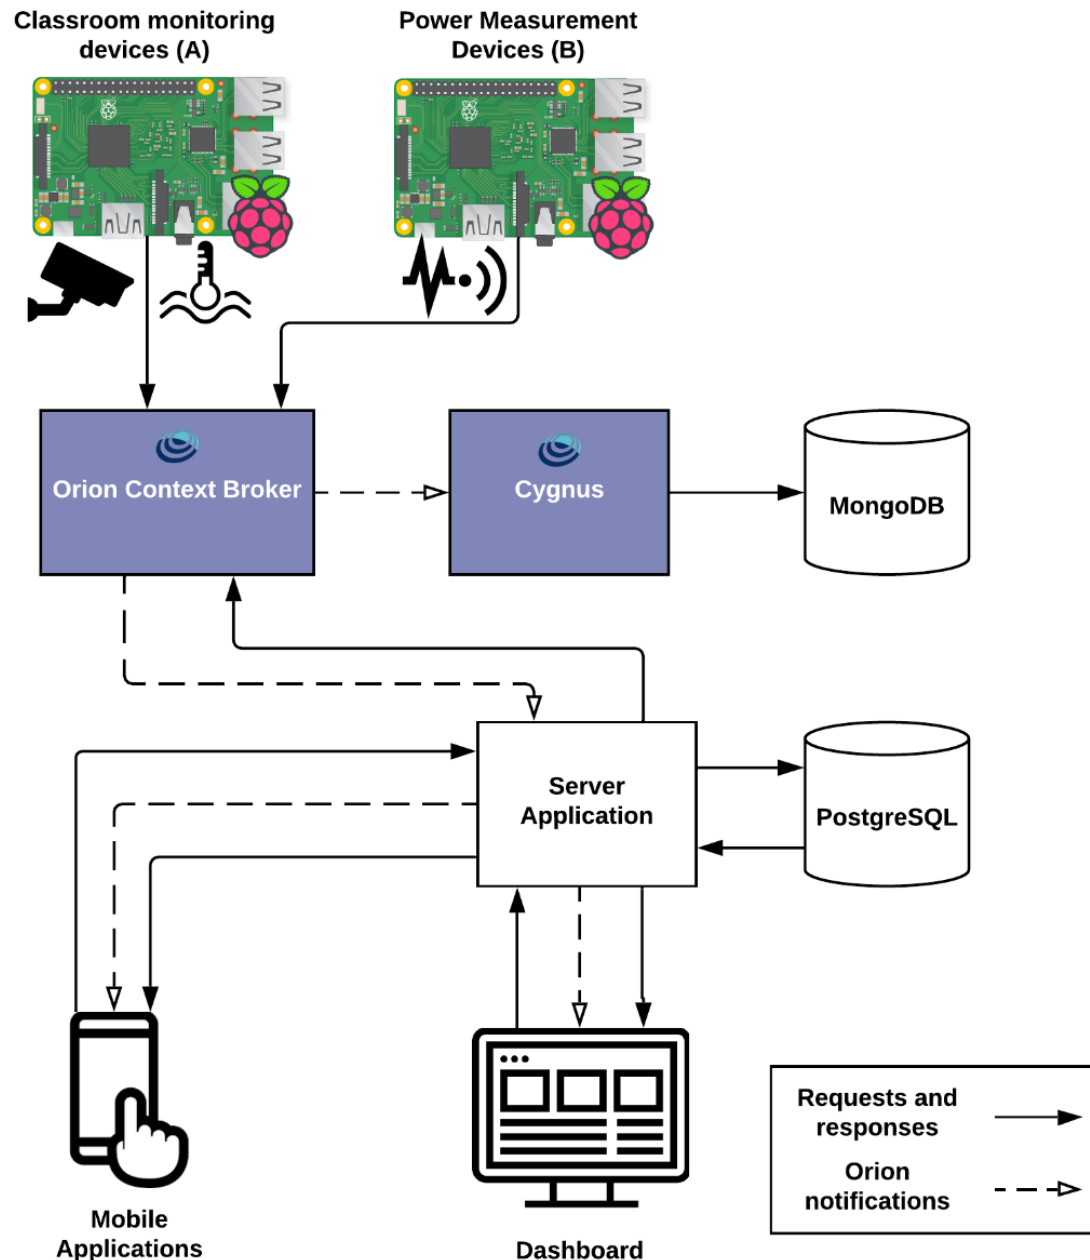 Classroom monitoring
devices (A)
Power Measurement
Devices (B)
Orion Context Broker
Cygnus
MongoDB
Server
Application
PostgreSQL
Mobile
Applications
Dashboard
Requests and
responses
Orion
notifications